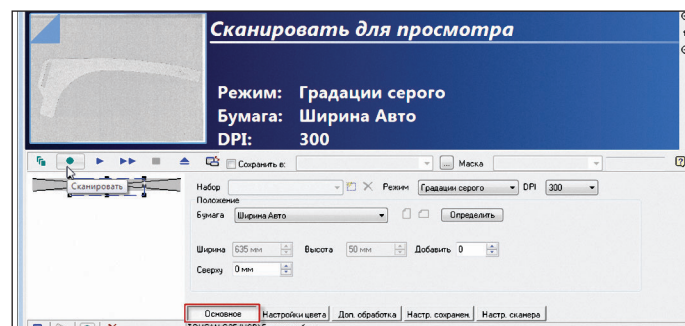 Сканировать для просмотра
Режим: Градации серого
Бумага: Ширина Авто
DPI: 300
Сохранить в: ... Маска
Сканировать
Набор Режим Градации серого DPI 300
Положение
Бумага Ширина Авто Определить
Ширина 635 мм Высота 50 мм Добавить 0
Сверху 0 мм
Основное Настройки цвета Доп. обработка Настр. сохранен. Настр. сканера